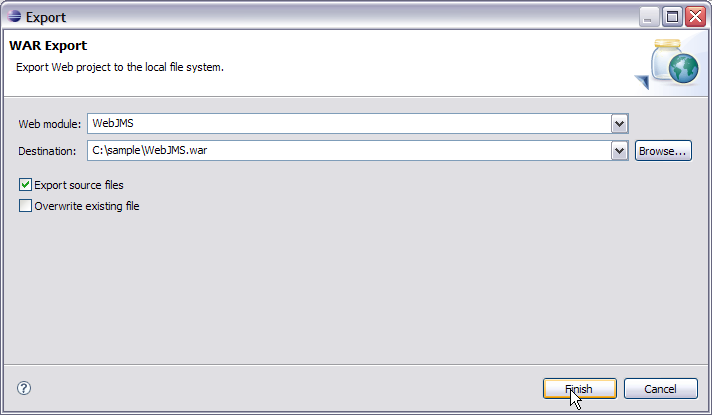 Export
WAR Export
Export Web project to the local file system.
Web module: WebJMS
Destination: C:\sample\WebJMS.war Browse...
Export source files
Overwrite existing file
? Finish Cancel